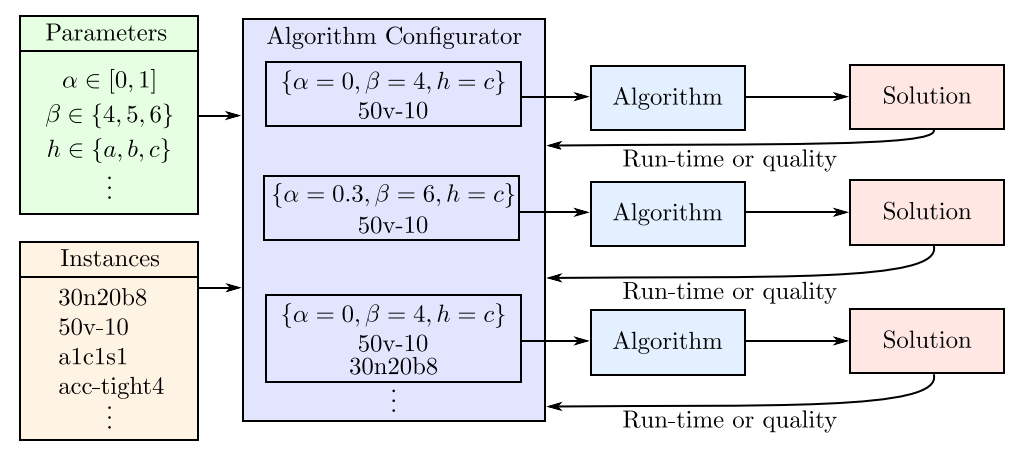 Parameters
α ∈ [0, 1]
β ∈ {4, 5, 6}
h ∈ {a, b, c}
⋮
Instances
30n20b8
50v-10
a1c1s1
acc-tight4
⋮
Algorithm Configurator
{α = 0, β = 4, h = c}
50v-10
Algorithm
Solution
Run-time or quality
{α = 0.3, β = 6, h = c}
50v-10
Algorithm
Solution
Run-time or quality
{α = 0, β = 4, h = c}
50v-10
30n20b8
⋮
Algorithm
Solution
Run-time or quality